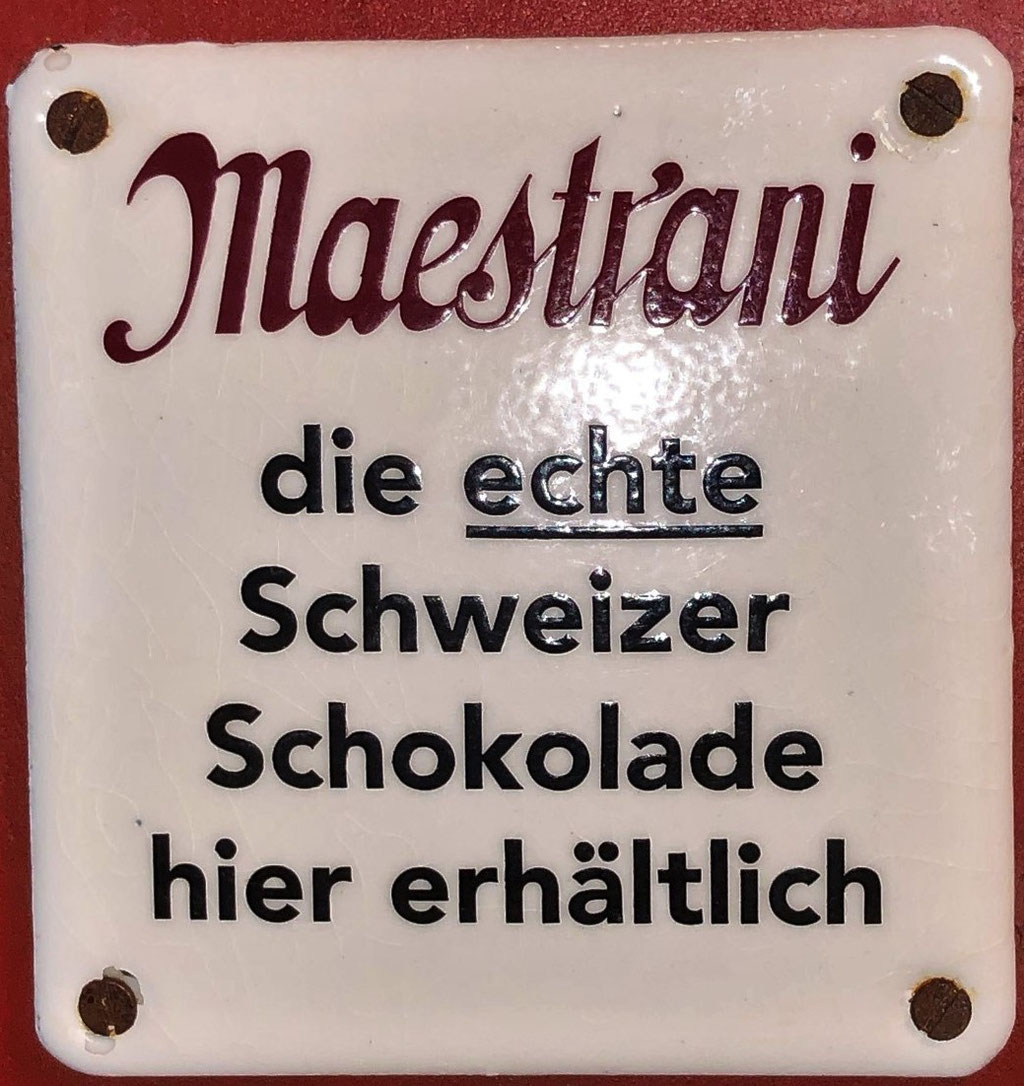 Maestrani
die echte
Schweizer
Schokolade
hier erhältlich